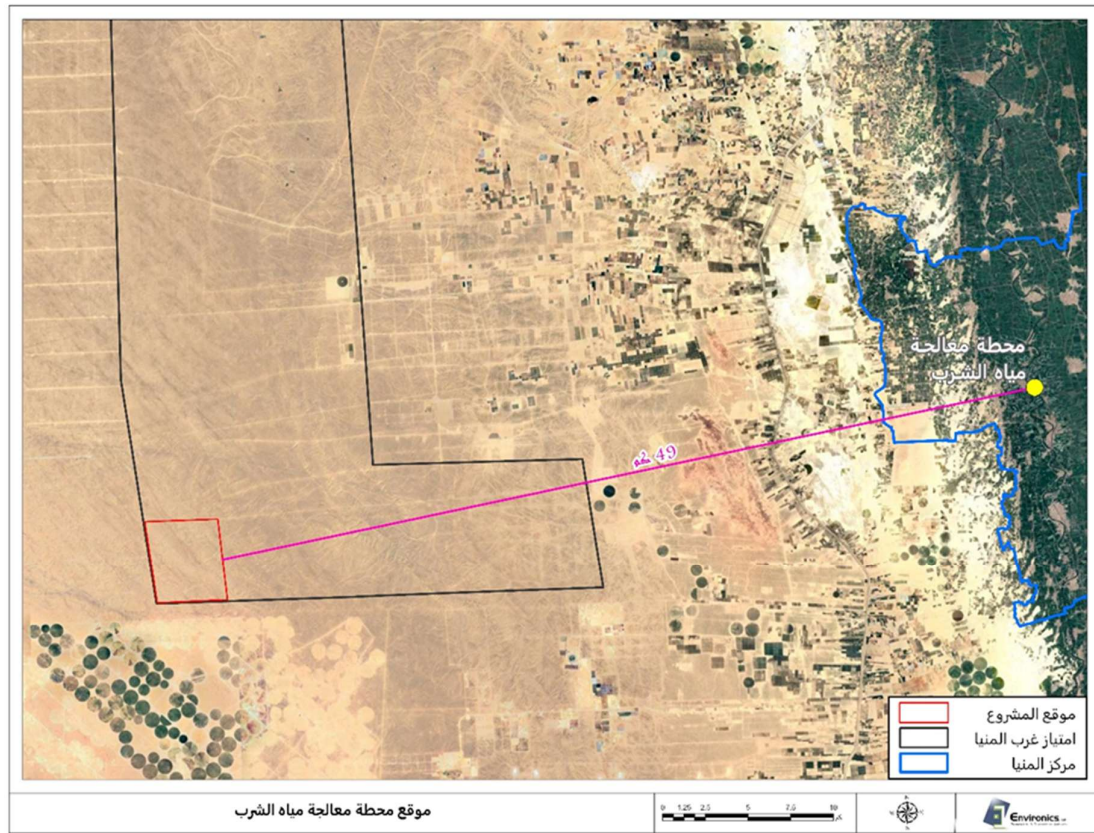 محطة معالجة
مياه الشرب
49 كم
موقع المشروع
امتياز غرب المنيا
مركز المنيا
موقع محطة معالجة مياه الشرب
0 1.25 2.5 5 7.5 10
كم
Environics